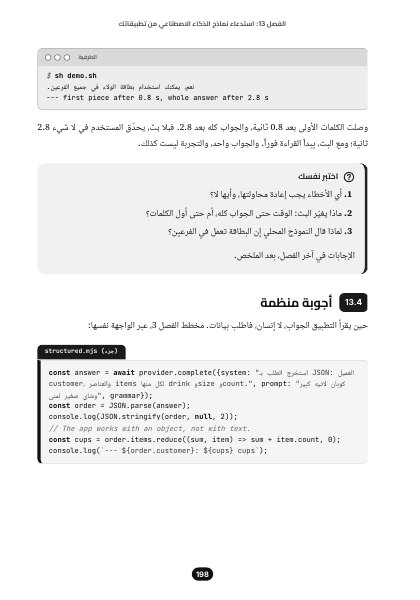 الفصل 13: استدعاء نماذج الذكاء الاصطناعي من تطبيقاتك
الطرفية
$ sh demo.sh
نعم، يمكنك استخدام بطاقة الولاء في جميع الفرعين.
--- first piece after 0.8 s, whole answer after 2.8 s
وصلت الكلمات الأولى بعد 0.8 ثانية، والجواب كله بعد 2.8. فبلا بث، يحدّق المستخدم في لا شيء 2.8
ثانية؛ ومع البث، يبدأ القراءة فوراً. والجواب واحد، والتجربة ليست كذلك.
اختبر نفسك
1. أي الأخطاء يجب إعادة محاولتها، وأيها لا؟
2. ماذا يغيّر البث: الوقت حتى الجواب كله، أم حتى أول الكلمات؟
3. لماذا قال النموذج المحلي إن البطاقة تعمل في الفرعين؟
الإجابات في آخر الفصل، بعد الملخص.
13.4 أجوبة منظمة
حين يقرأ التطبيق الجواب، لا إنسان، فاطلب بيانات. مخطط الفصل 3، عبر الواجهة نفسها:
structured.mjs (جزء)
const answer = await provider.complete({system: "استخرج الطلب بـ JSON: العميل
customer، والعناصر items لكل منها drink وsize وcount.", prompt: "كوبان لاتيه كبير
وشاي صغير لمنى", grammar});
const order = JSON.parse(answer);
console.log(JSON.stringify(order, null, 2));
// The app works with an object, not with text.
const cups = order.items.reduce((sum, item) => sum + item.count, 0);
console.log(`--- ${order.customer}: ${cups} cups`);
198